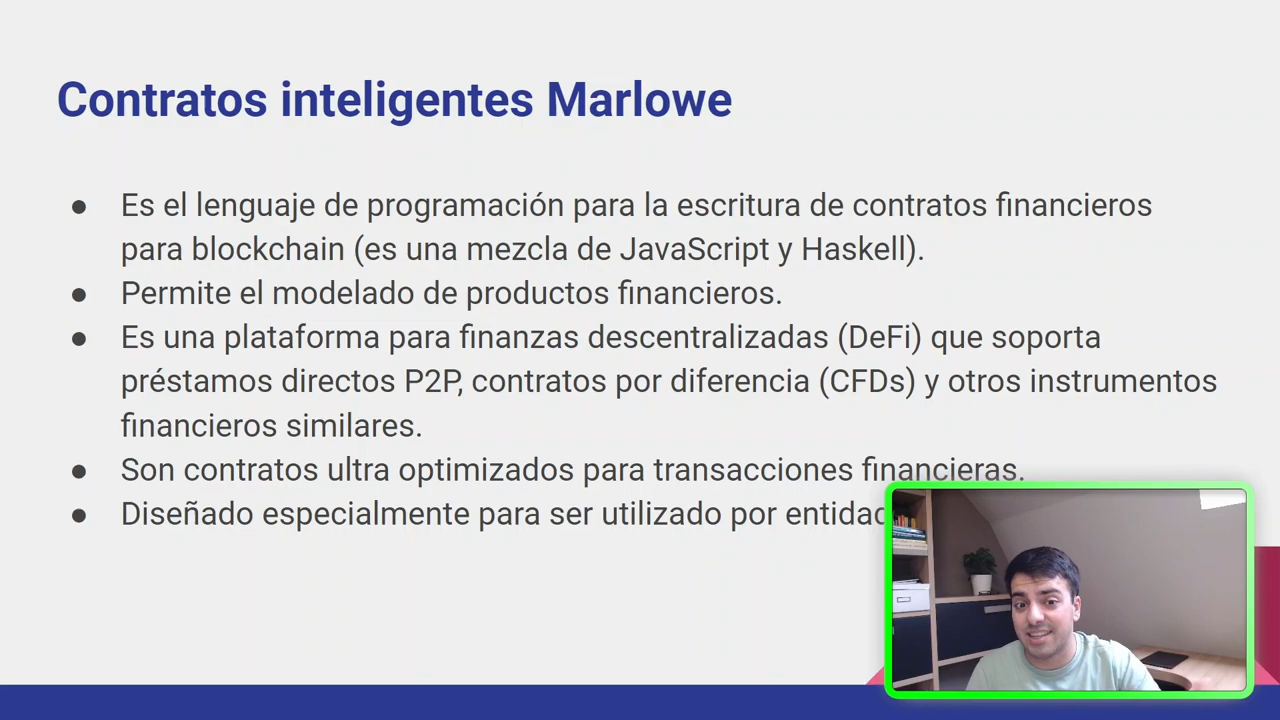 Contratos inteligentes Marlowe
● Es el lenguaje de programación para la escritura de contratos financieros
para blockchain (es una mezcla de JavaScript y Haskell).
● Permite el modelado de productos financieros.
● Es una plataforma para finanzas descentralizadas (DeFi) que soporta
préstamos directos P2P, contratos por diferencia (CFDs) y otros instrumentos
financieros similares.
● Son contratos ultra optimizados para transacciones financieras.
● Diseñado especialmente para ser utilizado por